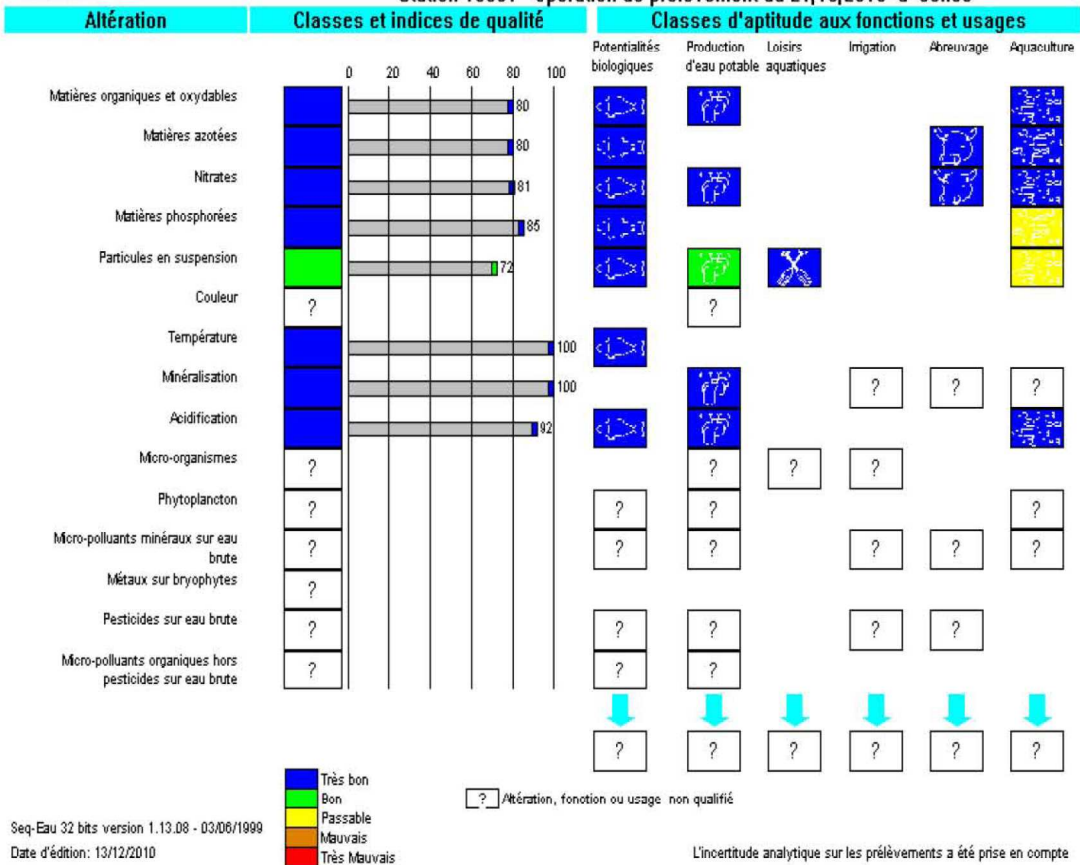 Altération
Classes et indices de qualité
Classes d'aptitude aux fonctions et usages
Potentialités biologiques
Production d'eau potable
Loisirs aquatiques
Irrigation
Abreuvage
Aquaculture
0 20 40 60 80 100
Matières organiques et oxydables 80
Matières azotées 80
Nitrates 81
Matières phosphorées 85
Particules en suspension 72
Couleur ? ?
Température 100
Minéralisation 100 ? ? ?
Acidification 92
Micro-organismes ? ? ? ?
Phytoplancton ? ? ? ?
Micro-polluants minéraux sur eau
brute ? ? ? ? ? ?
Métaux sur bryophytes ?
Pesticides sur eau brute ? ? ? ? ?
Micro-polluants organiques hors
pesticides sur eau brute ? ? ?
? ? ? ? ? ?
Très bon
Bon
Passable
Mauvais
Très Mauvais
? Altération, fonction ou usage non qualifié
Seq-Eau 32 bits version 1.13.08 - 03/06/1999
Date d'édition: 13/12/2010
L'incertitude analytique sur les prélèvements a été prise en compte